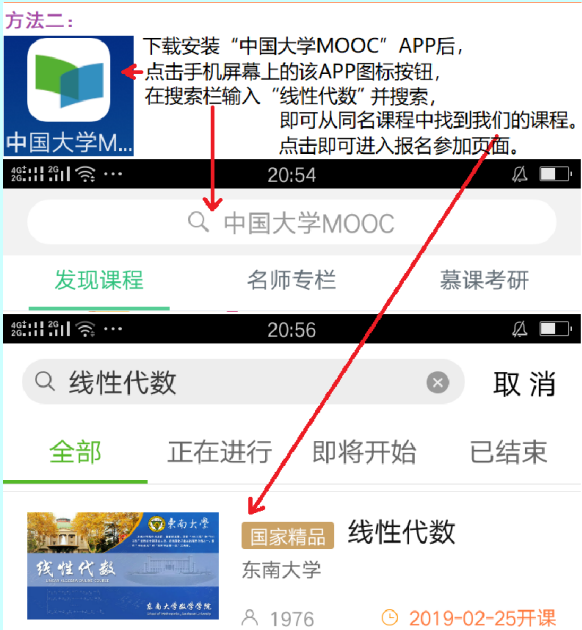 方法二：
下载安装“中国大学MOOC”APP后，
点击手机屏幕上的该APP图标按钮，
在搜索栏输入“线性代数”并搜索，
即可从同名课程中找到我们的课程。
点击即可进入报名参加页面。
中国大学M...
20:54
中国大学MOOC
发现课程 名师专栏 慕课考研
20:56
线性代数 取消
全部 正在进行 即将开始 已结束
东南大学
线性代数
东南大学数学学院
国家精品 线性代数
东南大学
1976 2019-02-25开课